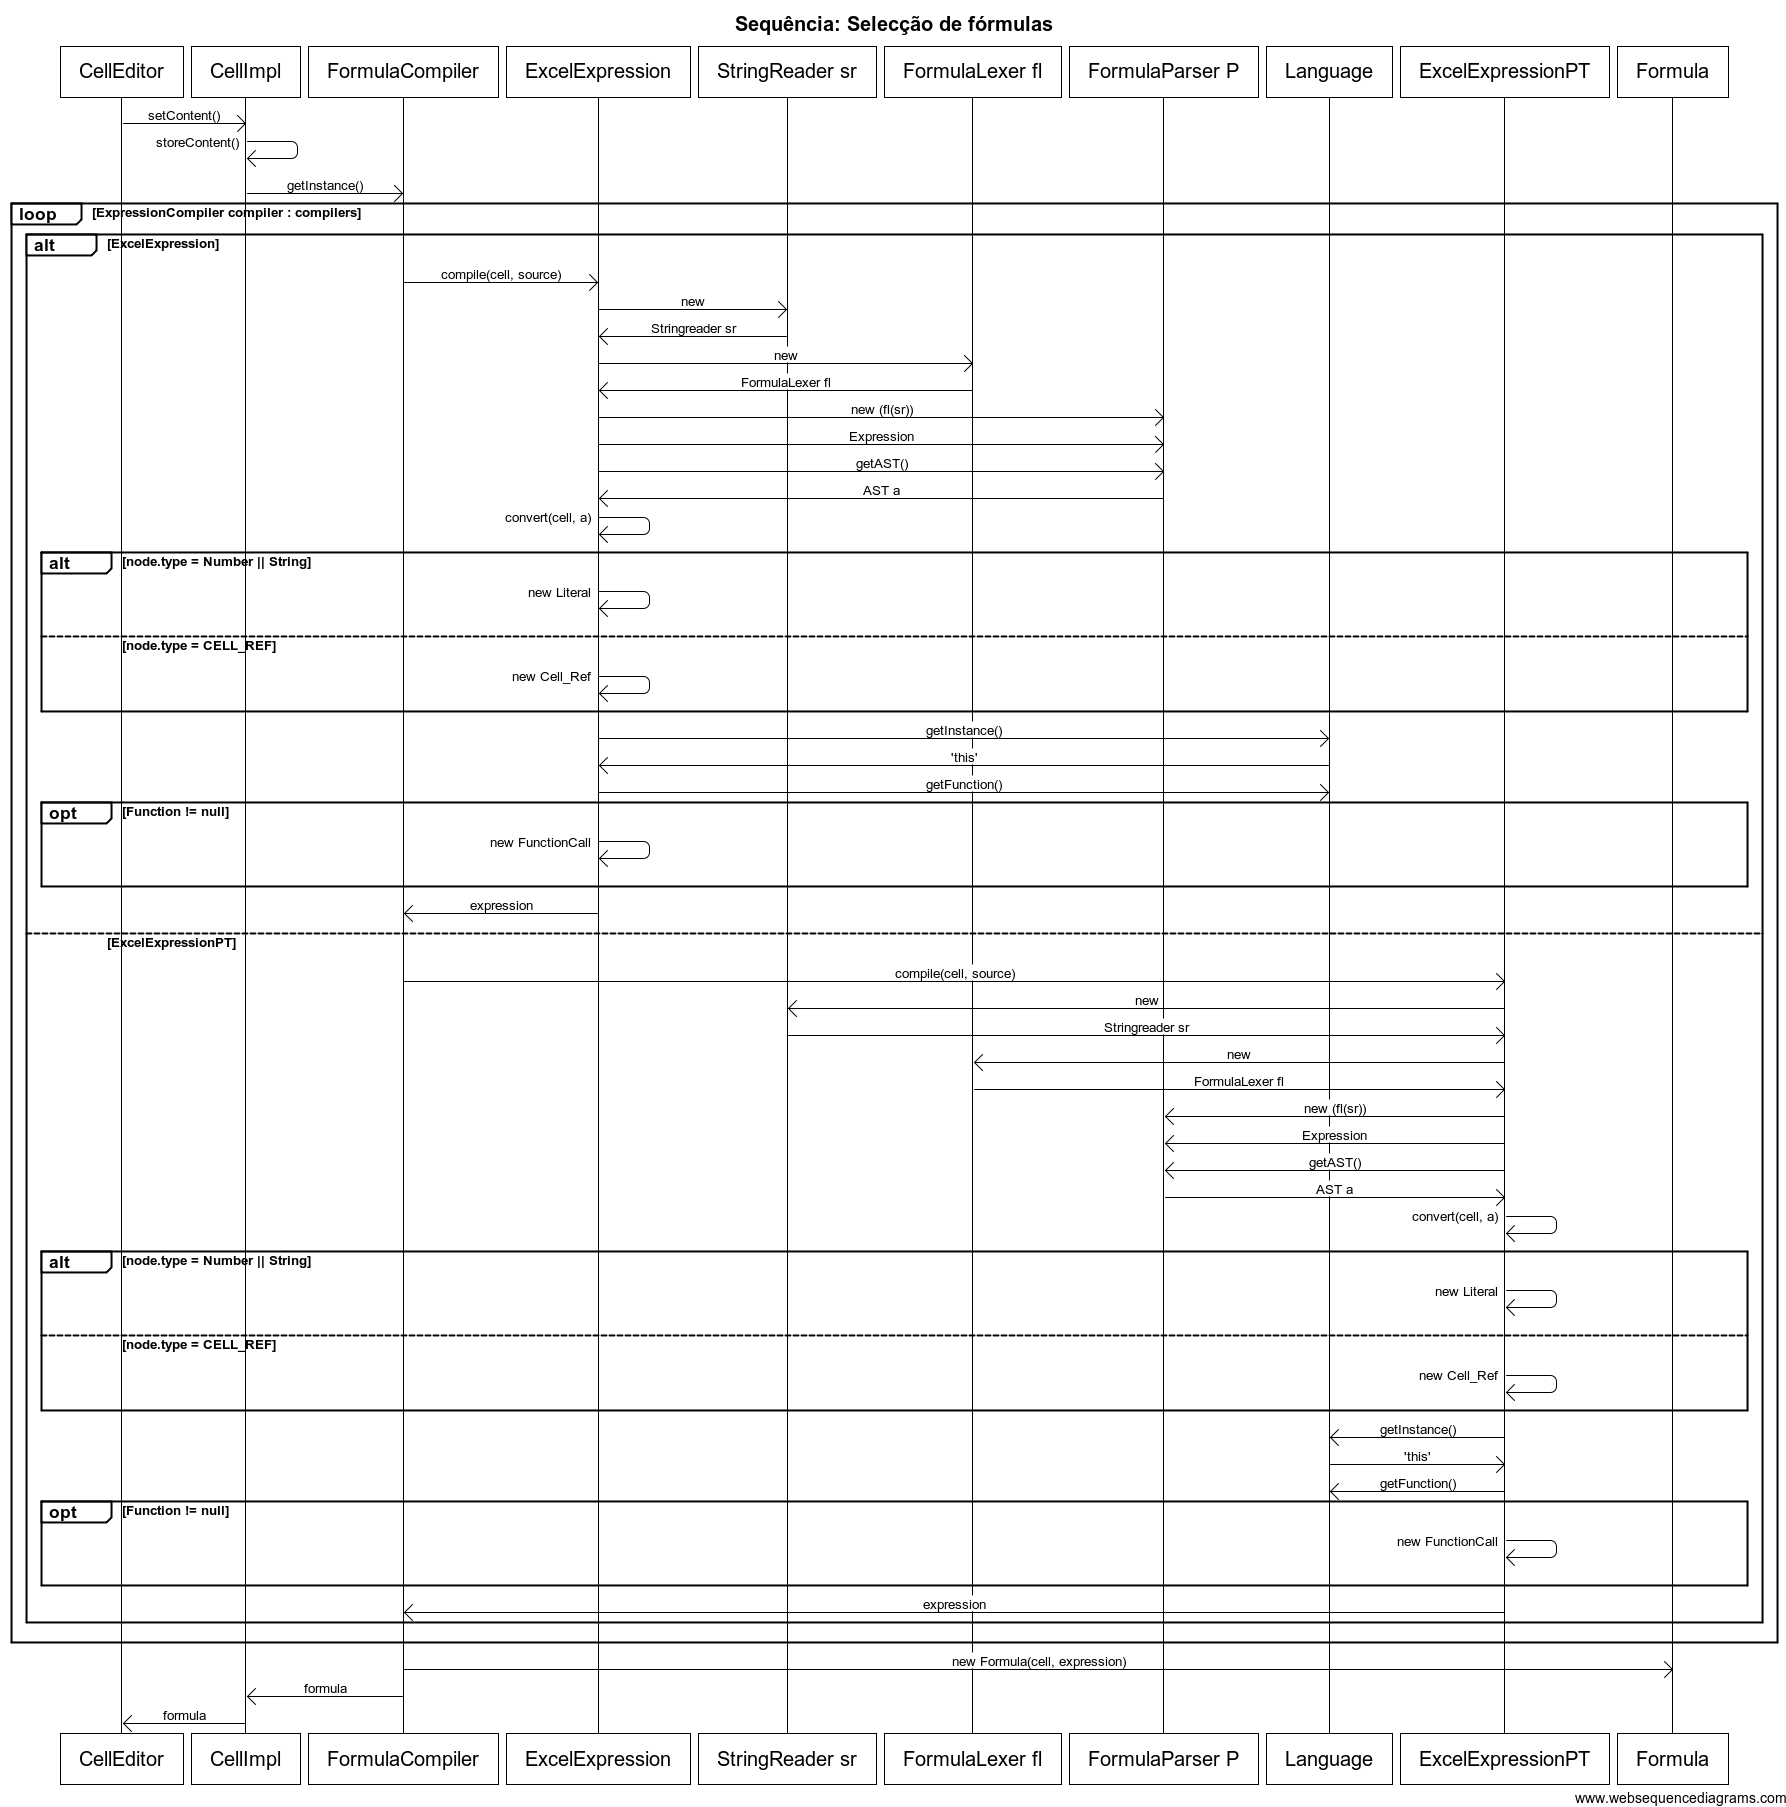 Sequência: Selecção de fórmulas
CellEditor
CellImpl
FormulaCompiler
ExcelExpression
StringReader sr
FormulaLexer fl
FormulaParser P
Language
ExcelExpressionPT
Formula
setContent()
storeContent()
getInstance()
loop [ExpressionCompiler compiler : compilers]
alt [ExcelExpression]
compile(cell, source)
new
Stringreader sr
new
FormulaLexer fl
new (fl(sr))
Expression
getAST()
AST a
convert(cell, a)
alt [node.type = Number || String]
new Literal
[node.type = CELL_REF]
new Cell_Ref
getInstance()
'this'
getFunction()
opt [Function != null]
new FunctionCall
expression
[ExcelExpressionPT]
compile(cell, source)
new
Stringreader sr
new
FormulaLexer fl
new (fl(sr))
Expression
getAST()
AST a
convert(cell, a)
alt [node.type = Number || String]
new Literal
[node.type = CELL_REF]
new Cell_Ref
getInstance()
'this'
getFunction()
opt [Function != null]
new FunctionCall
expression
new Formula(cell, expression)
formula
formula
CellEditor
CellImpl
FormulaCompiler
ExcelExpression
StringReader sr
FormulaLexer fl
FormulaParser P
Language
ExcelExpressionPT
Formula
www.websequencediagrams.com